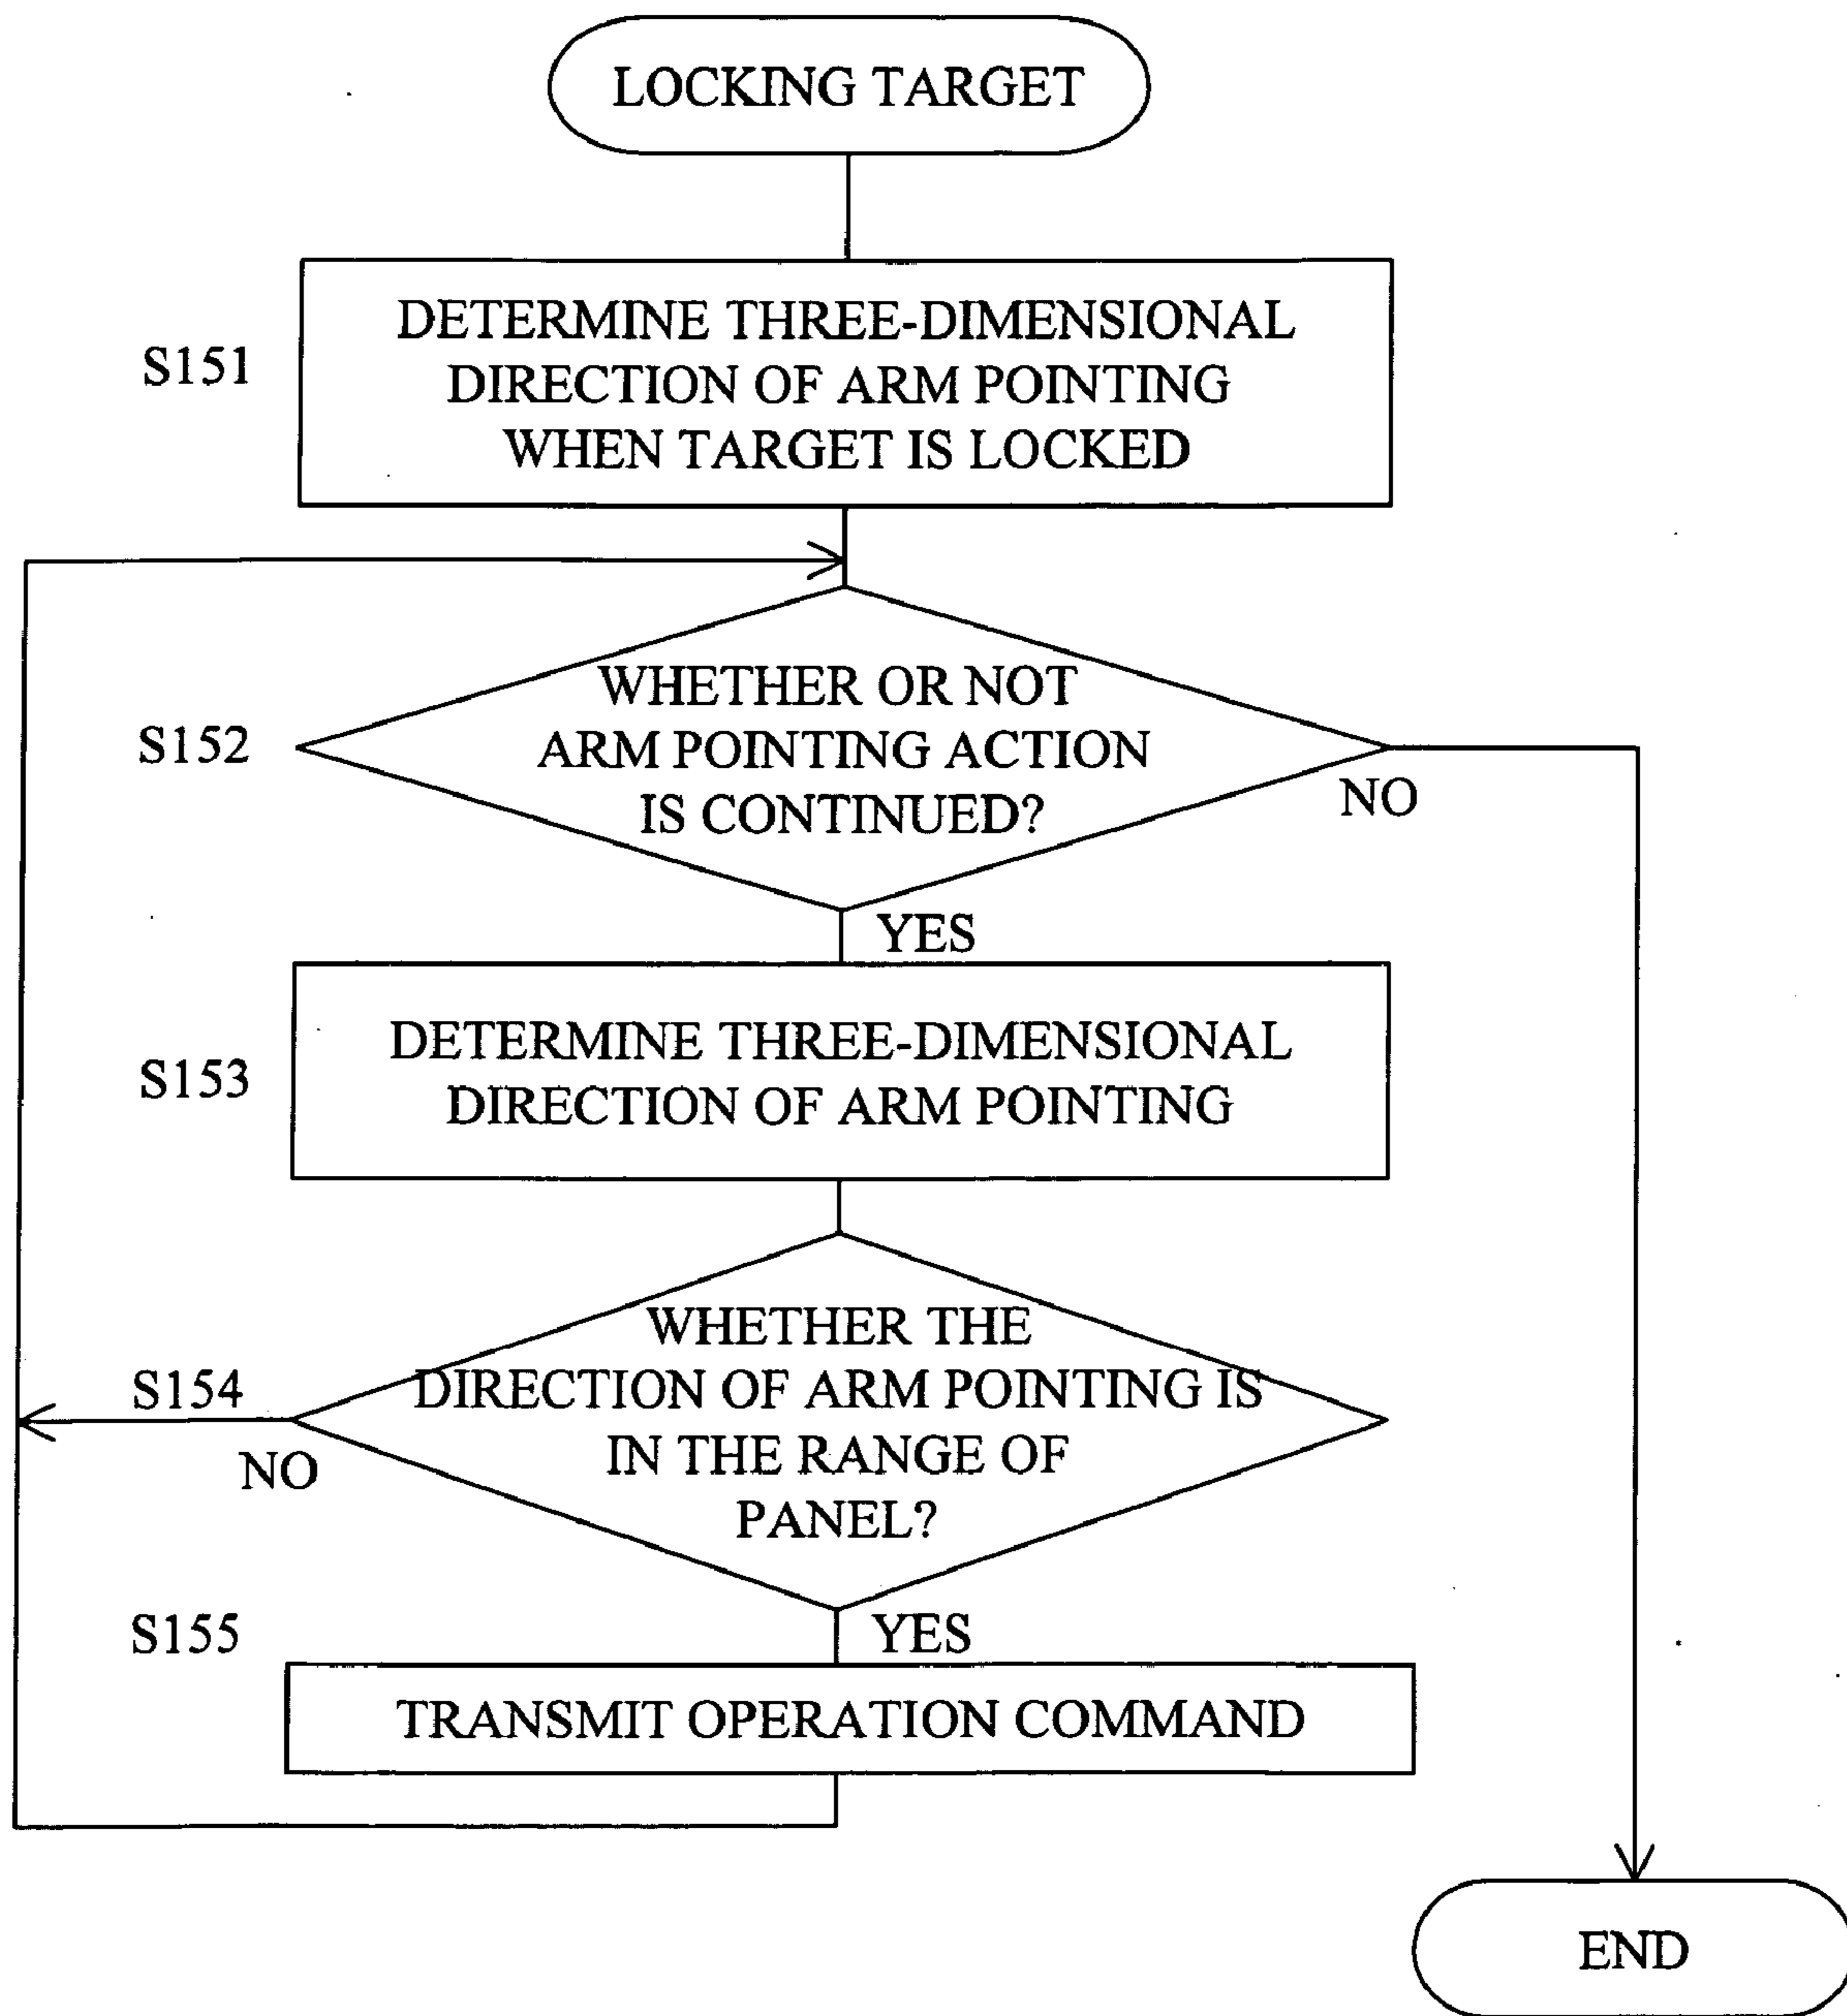 LOCKING TARGET
S151
DETERMINE THREE-DIMENSIONAL
DIRECTION OF ARM POINTING
WHEN TARGET IS LOCKED
S152
WHETHER OR NOT
ARM POINTING ACTION
IS CONTINUED?
NO
YES
S153
DETERMINE THREE-DIMENSIONAL
DIRECTION OF ARM POINTING
S154
WHETHER THE
DIRECTION OF ARM POINTING IS
IN THE RANGE OF
PANEL?
NO
YES
S155
TRANSMIT OPERATION COMMAND
END